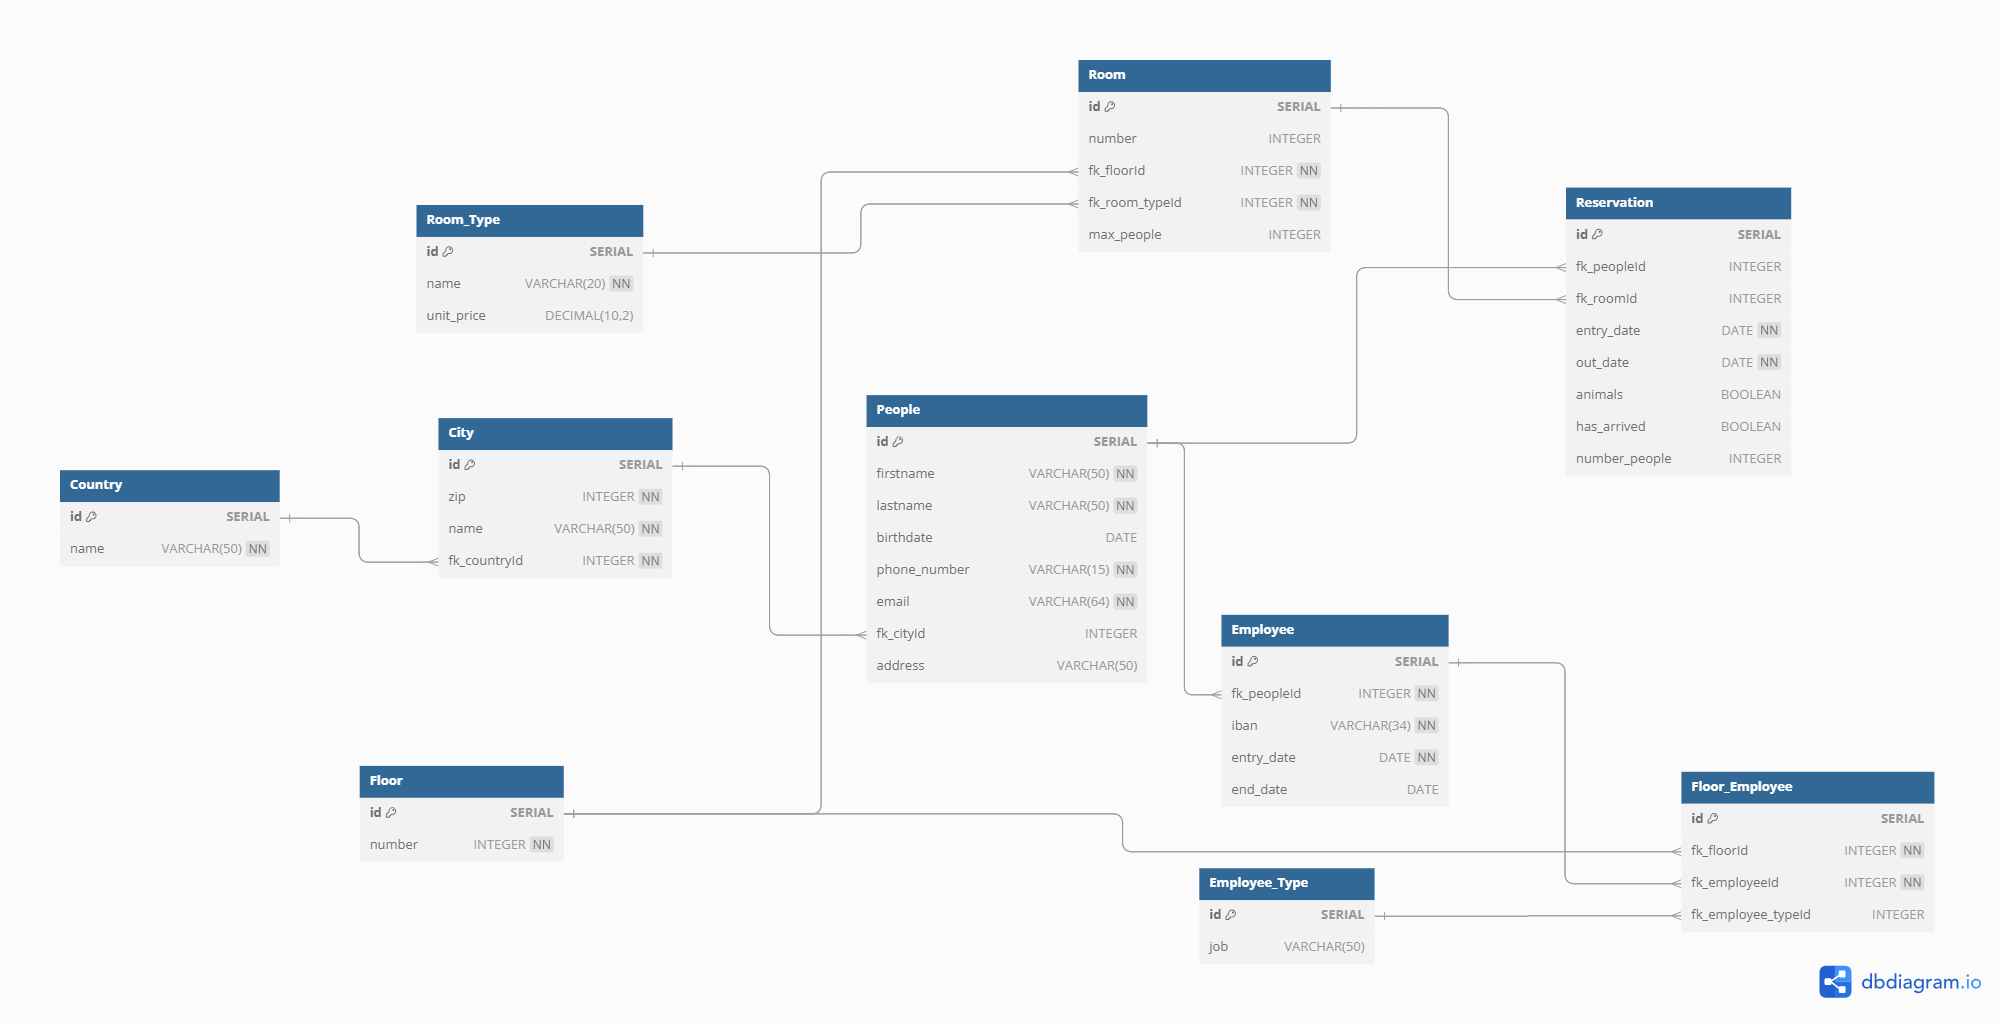 Room
id SERIAL
number INTEGER
fk_floorId INTEGER NN
fk_room_typeId INTEGER NN
max_people INTEGER
Reservation
id SERIAL
fk_peopleId INTEGER
fk_roomId INTEGER
entry_date DATE NN
out_date DATE NN
animals BOOLEAN
has_arrived BOOLEAN
number_people INTEGER
Room_Type
id SERIAL
name VARCHAR(20) NN
unit_price DECIMAL(10,2)
People
id SERIAL
firstname VARCHAR(50) NN
lastname VARCHAR(50) NN
birthdate DATE
phone_number VARCHAR(15) NN
email VARCHAR(64) NN
fk_cityId INTEGER
address VARCHAR(50)
City
id SERIAL
zip INTEGER NN
name VARCHAR(50) NN
fk_countryId INTEGER NN
Country
id SERIAL
name VARCHAR(50) NN
Employee
id SERIAL
fk_peopleId INTEGER NN
iban VARCHAR(34) NN
entry_date DATE NN
end_date DATE
Floor
id SERIAL
number INTEGER NN
Floor_Employee
id SERIAL
fk_floorId INTEGER NN
fk_employeeId INTEGER NN
fk_employee_typeId INTEGER
Employee_Type
id SERIAL
job VARCHAR(50)
dbdiagram.io